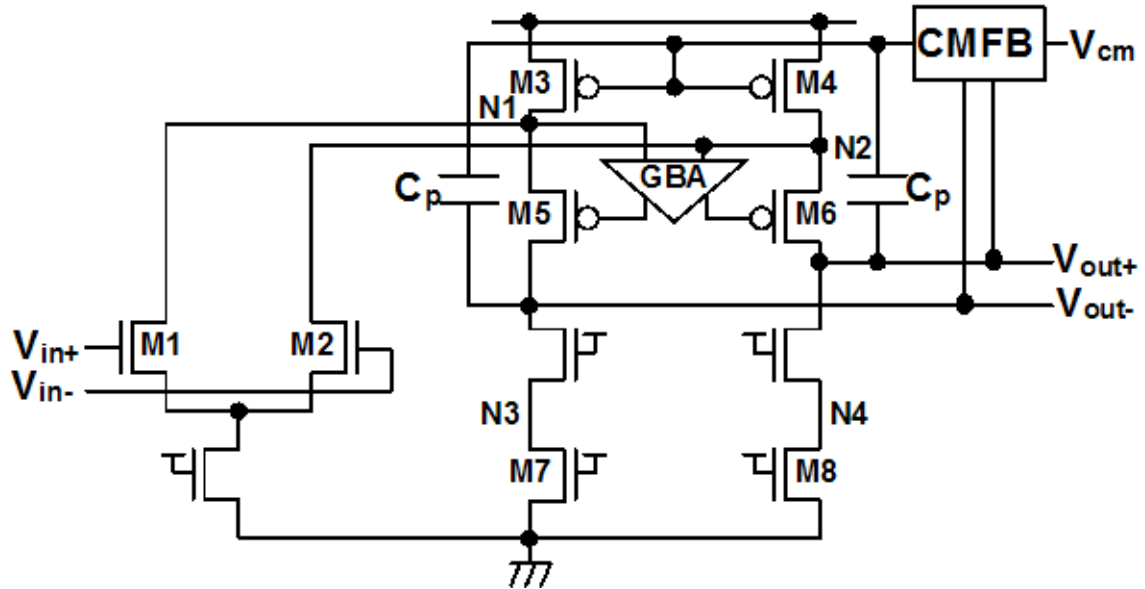 CMFB
Vcm
M3
M4
N1
N2
GBA
Cp
Cp
M5
M6
Vout+
Vout-
Vin+
M1
M2
Vin-
N3
N4
M7
M8